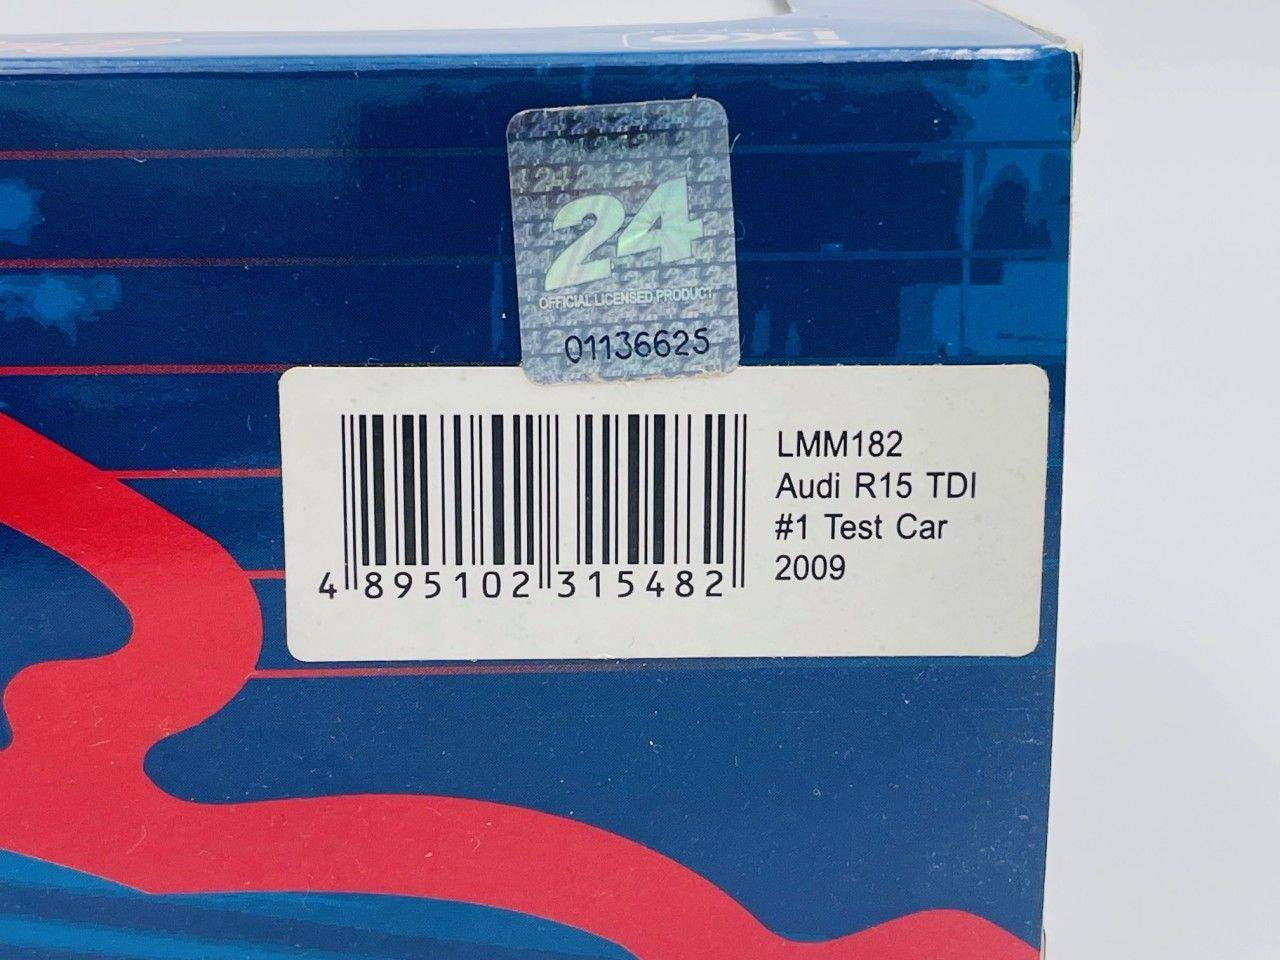 24
OFFICIAL LICENSED PRODUCT
01136625
LMM182
Audi R15 TDI
#1 Test Car
2009
4 895102 315482